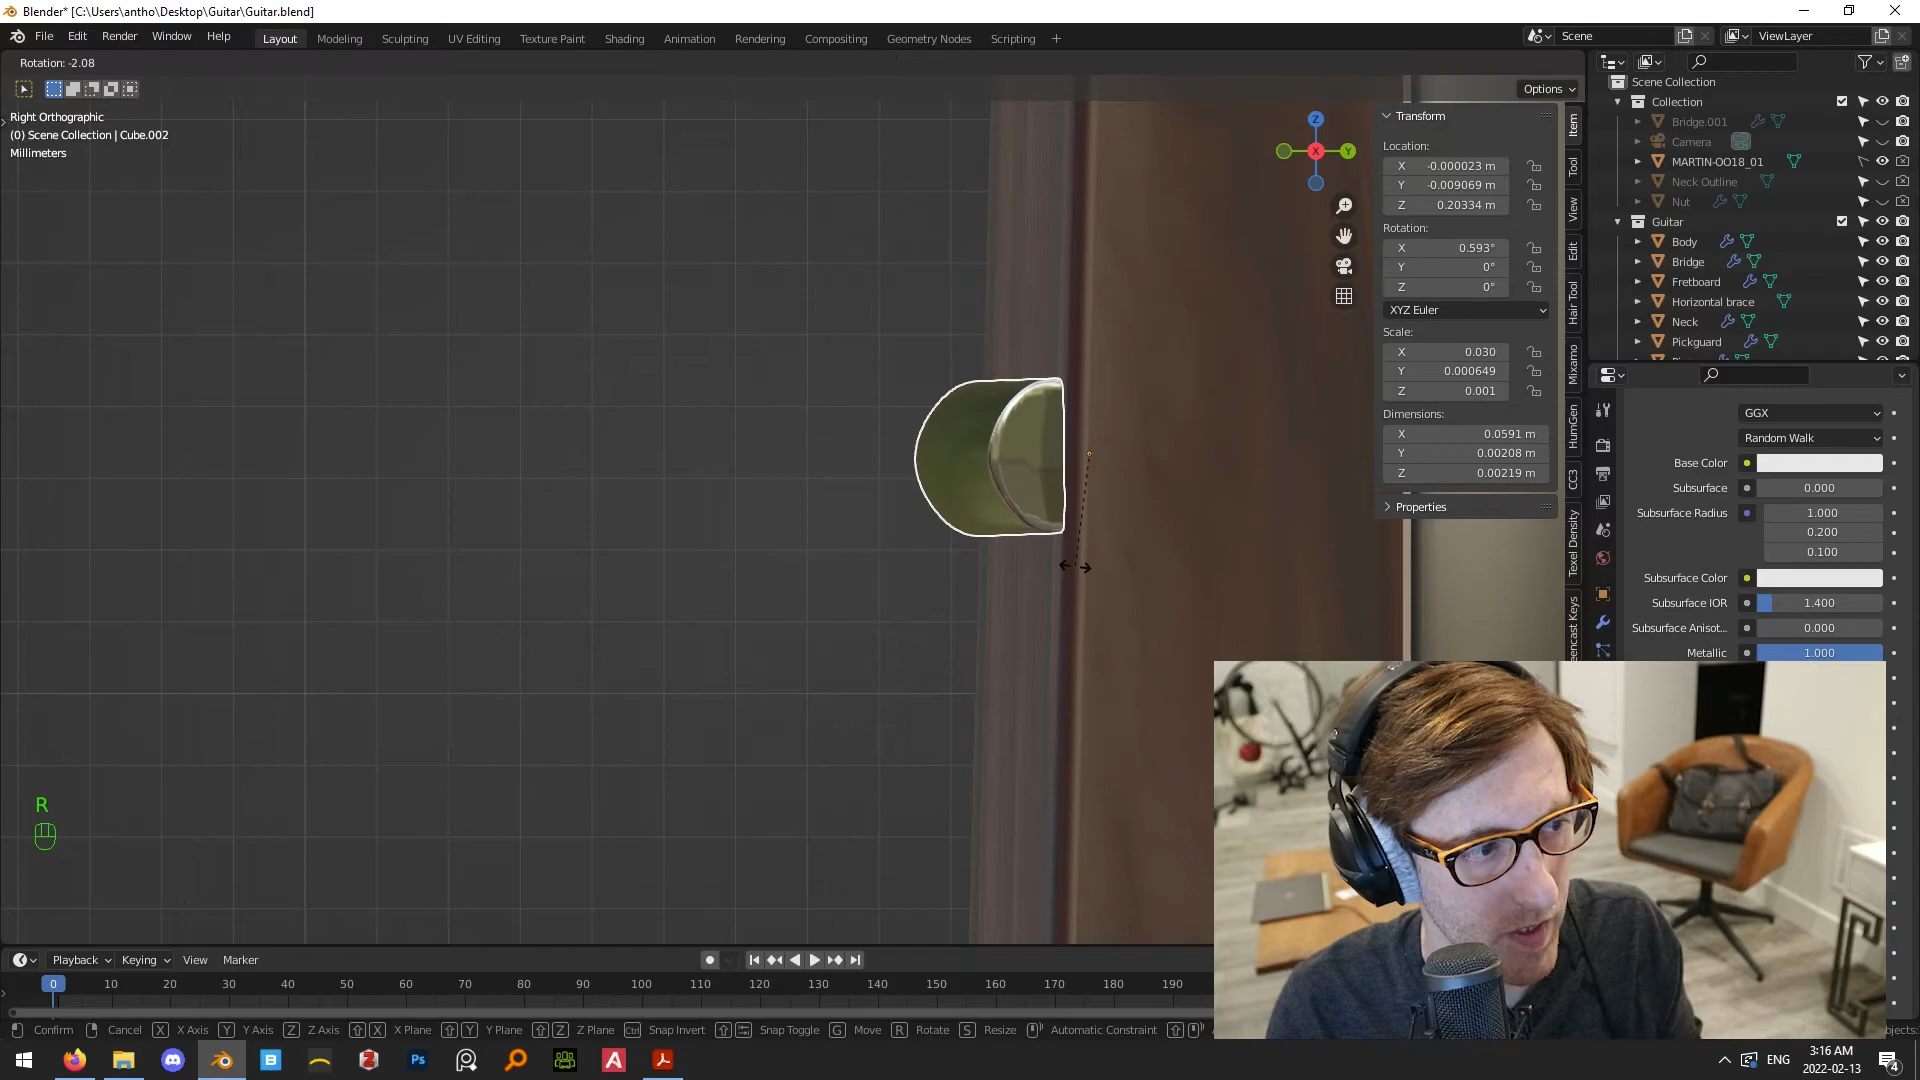 Blender* [C:\Users\antho\Desktop\Guitar\Guitar.blend]
File Edit Render Window Help
Layout Modeling Sculpting UV Editing Texture Paint Shading Animation Rendering Compositing Geometry Nodes Scripting +
Scene
ViewLayer
Rotation: -2.08
Options
Right Orthographic
(0) Scene Collection | Cube.002
Millimeters
Z
Y
X
Transform
Location:
X -0.000023 m
Y -0.009069 m
Z 0.20334 m
Rotation:
X 0.593°
Y 0°
Z 0°
XYZ Euler
Scale:
X 0.030
Y 0.000649
Z 0.001
Dimensions:
X 0.0591 m
Y 0.00208 m
Z 0.00219 m
Properties
Item
Tool
View
Edit
Hair Tool
Mixamo
HumGen
CC3
Texel Density
eencast Keys
Scene Collection
Collection
Bridge.001
Camera
MARTIN-OO18_01
Neck Outline
Nut
Guitar
Body
Bridge
Fretboard
Horizontal brace
Neck
Pickguard
GGX
Random Walk
Base Color
Subsurface 0.000
Subsurface Radius 1.000
0.200
0.100
Subsurface Color
Subsurface IOR 1.400
Subsurface Anisot... 0.000
Metallic 1.000
R
Playback Keying View Marker
0 10 20 30 40 50 60 70 80 90 100 110 120 130 140 150 160 170 180 190
Confirm Cancel X X Axis Y Y Axis Z Z Axis X X Plane Y Y Plane Z Z Plane Ctrl Snap Invert Snap Toggle G Move R Rotate S Resize Automatic Constraint
bjects:
ENG
3:16 AM
2022-02-13
4